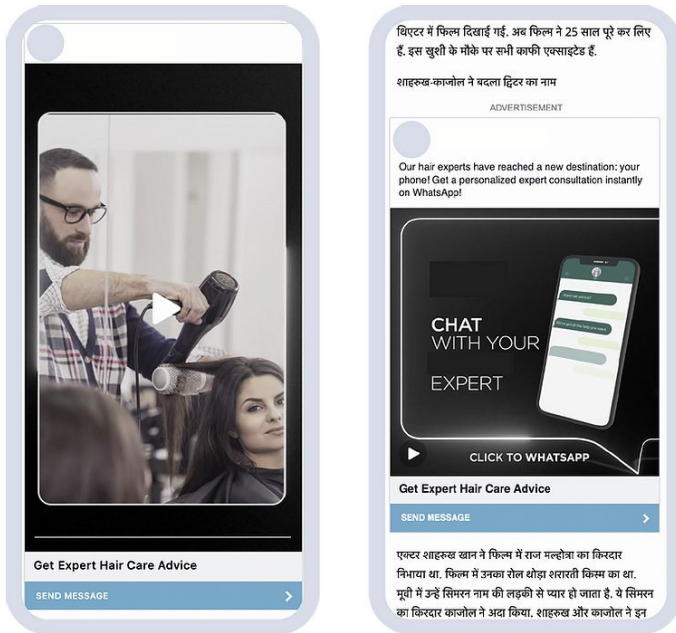 Get Expert Hair Care Advice
SEND MESSAGE
थिएटर में फिल्म दिखाई गई. अब फिल्म ने 25 साल पूरे कर लिए
हैं. इस खुशी के मौके पर सभी काफी एक्साइटेड हैं.
शाहरुख-काजोल ने बदला ट्विटर का नाम
ADVERTISEMENT
Our hair experts have reached a new destination: your
phone! Get a personalized expert consultation instantly
on WhatsApp!
CHAT
WITH YOUR
EXPERT
CLICK TO WHATSAPP
Get Expert Hair Care Advice
SEND MESSAGE
एक्टर शाहरुख खान ने फिल्म में राज मल्होत्रा का किरदार
निभाया था. फिल्म में उनका रोल थोड़ा शरारती किस्म का था.
मूवी में उन्हें सिमरन नाम की लड़की से प्यार हो जाता है. ये सिमरन
का किरदार काजोल ने अदा किया. शाहरुख और काजोल ने इन